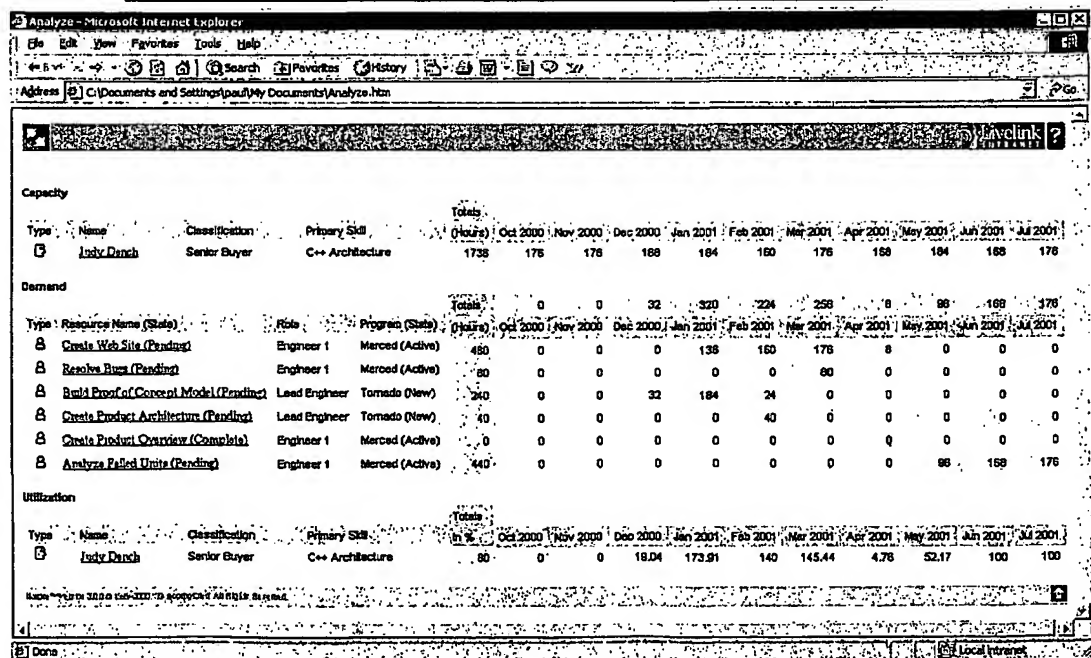 Analyze - Microsoft Internet Explorer
File Edit View Favorites Tools Help
Search Favorites History
Address C:\Documents and Settings\paul\My Documents\Analyze.htm Go
Livelink ?
INTRANET
Capacity
Totals
Type Name Classification Primary Skill (Hours) Oct 2000 Nov 2000 Dec 2000 Jan 2001 Feb 2001 Mar 2001 Apr 2001 May 2001 Jun 2001 Jul 2001
Judy Dench Senior Buyer C++ Architecture 1736 176 176 168 184 160 176 168 184 168 176
Demand
Totals 0 0 32 320 224 256 8 96 168 176
Type Resource Name (State) Role Program (State) (Hours) Oct 2000 Nov 2000 Dec 2000 Jan 2001 Feb 2001 Mar 2001 Apr 2001 May 2001 Jun 2001 Jul 2001
Create Web Site (Pending) Engineer 1 Merced (Active) 480 0 0 0 136 160 176 8 0 0 0
Resolve Bugs (Pending) Engineer 1 Merced (Active) 80 0 0 0 0 0 80 0 0 0 0
Build Proof of Concept Model (Pending) Lead Engineer Tornado (New) 240 0 0 32 184 24 0 0 0 0 0
Create Product Architecture (Pending) Lead Engineer Tornado (New) 40 0 0 0 0 40 0 0 0 0 0
Create Product Overview (Complete) Engineer 1 Merced (Active) 0 0 0 0 0 0 0 0 0 0 0
Analyze Failed Units (Pending) Engineer 1 Merced (Active) 440 0 0 0 0 0 0 0 96 168 176
Utilization
Totals
Type Name Classification Primary Skill In % Oct 2000 Nov 2000 Dec 2000 Jan 2001 Feb 2001 Mar 2001 Apr 2001 May 2001 Jun 2001 Jul 2001
Judy Dench Senior Buyer C++ Architecture 80 0 0 19.04 173.91 140 145.44 4.76 52.17 100 100
All Rights Reserved.
Done Local intranet